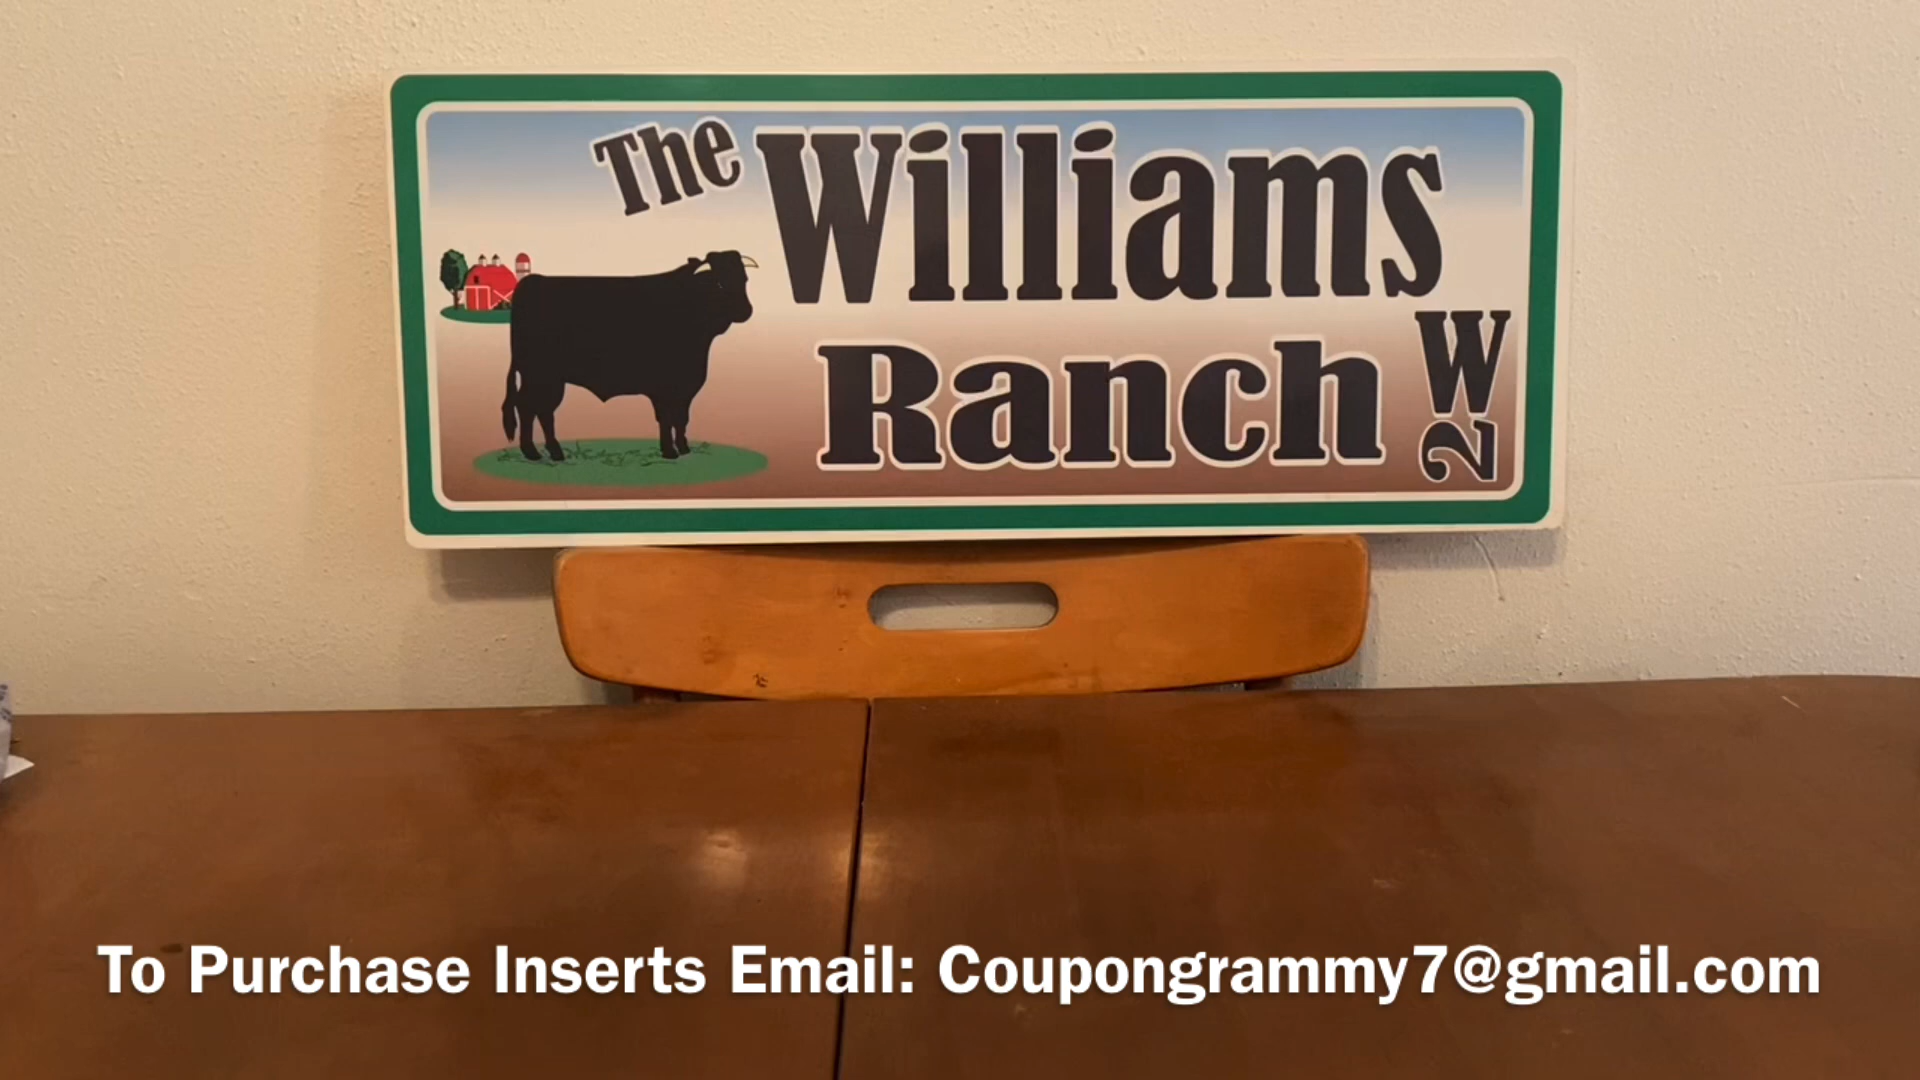 The Williams
Ranch
W
2
To Purchase Inserts Email: Coupongrammy7@gmail.com